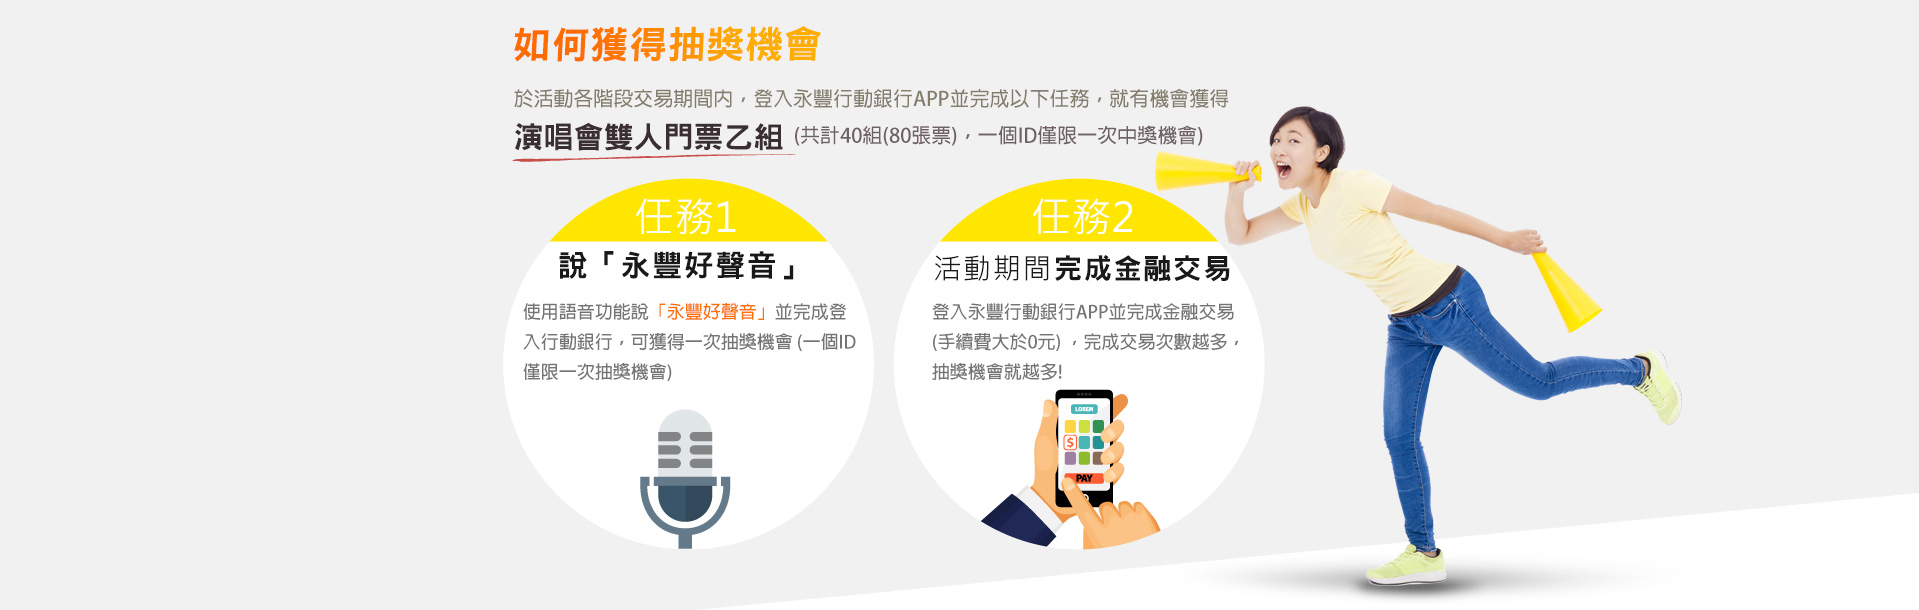 如何獲得抽獎機會
於活動各階段交易期間内，登入永豐行動銀行APP並完成以下任務，就有機會獲得
演唱會雙人門票乙組 (共計40組(80張票)，一個ID僅限一次中獎機會)
任務1
說「永豐好聲音」
使用語音功能說「永豐好聲音」並完成登
入行動銀行，可獲得一次抽獎機會 (一個ID
僅限一次抽獎機會)
任務2
活動期間完成金融交易
登入永豐行動銀行APP並完成金融交易
(手續費大於0元) ，完成交易次數越多，
抽獎機會就越多!
LOREM
$
PAY